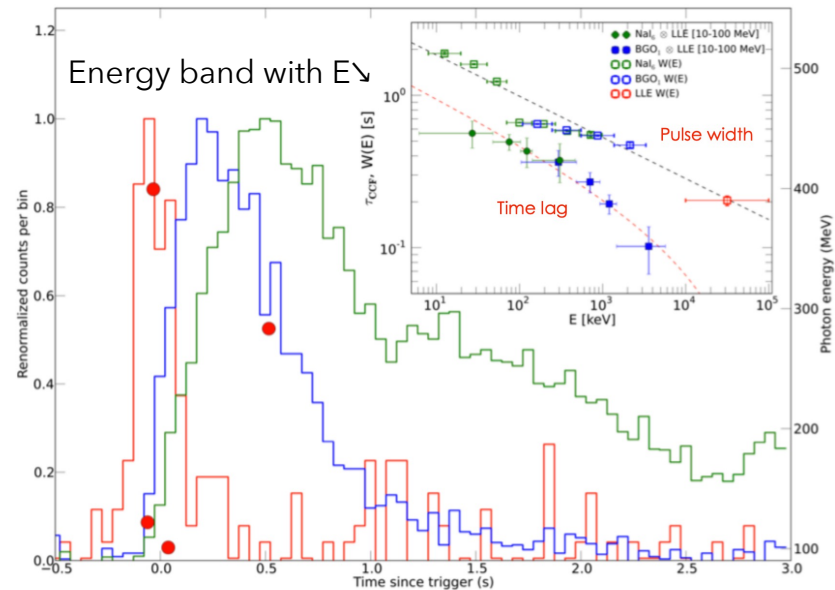 Energy band with E↘
1.2
1.0
0.8
0.6
0.4
0.2
0.0
Renormalized counts per bin
−0.5
0.0
0.5
1.0
1.5
2.0
2.5
3.0
Time since trigger (s)
500
400
300
200
100
Photon energy (MeV)
NaI₆ ⊗ LLE [10-100 MeV]
BGO₁ ⊗ LLE [10-100 MeV]
NaI₆ W(E)
BGO₁ W(E)
LLE W(E)
Pulse width
Time lag
τCCF, W(E) [s]
10⁰
10⁻¹
10¹
10²
10³
10⁴
10⁵
E [keV]